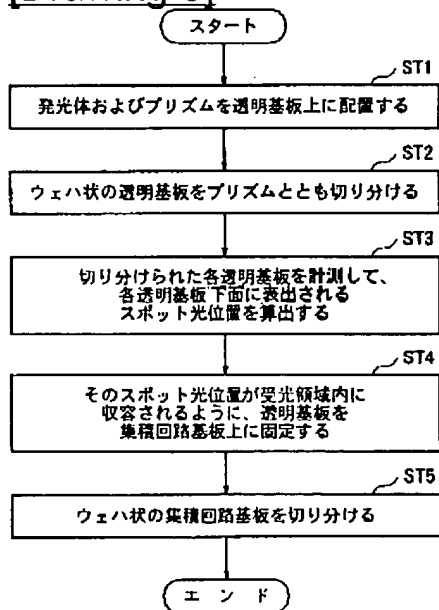 スタート
ST1
発光体およびプリズムを透明基板上に配置する
ST2
ウェハ状の透明基板をプリズムととも切り分ける
ST3
切り分けられた各透明基板を計測して、
各透明基板下面に表出される
スポット光位置を算出する
ST4
そのスポット光位置が受光領域内に
収容されるように、透明基板を
集積回路基板上に固定する
ST5
ウェハ状の集積回路基板を切り分ける
エンド